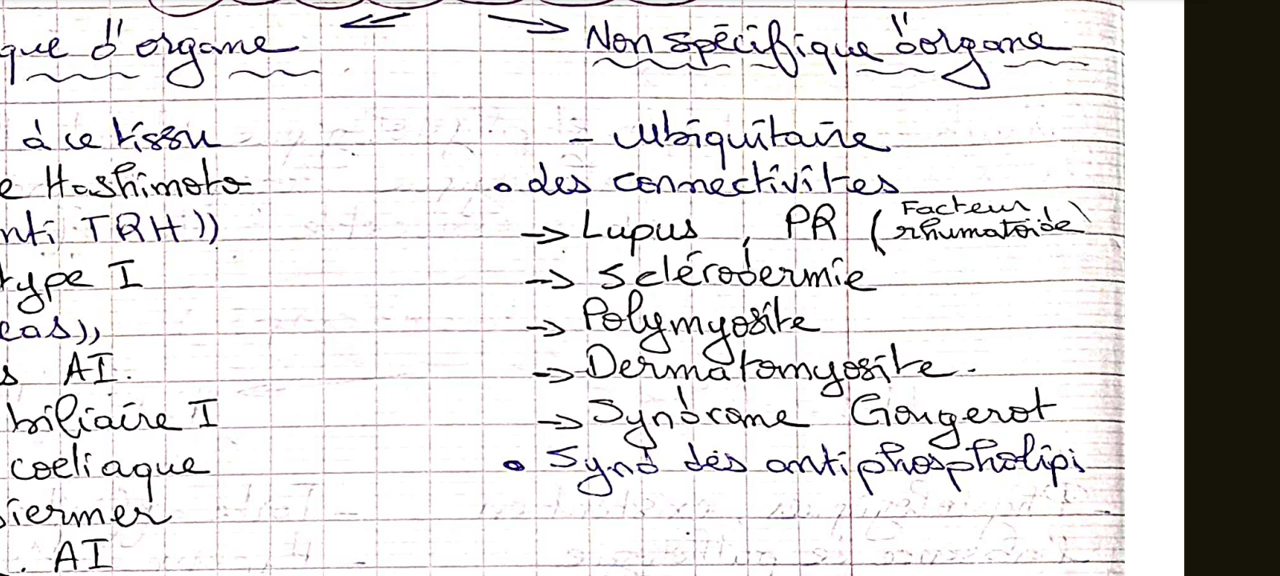 que d'organe
Non spécifique d'organe
à ce tissu
- Ubiquitaire
e Hashimoto
• des connectivites
nti TRH))
→ Lupus , PR (Facteur rhumatoïde)
type I
→ Sclérodermie
eas))
→ Polymyosite
s AI.
→ Dermatomyosite.
biliaire I
→ Syndrome Gougerot
coeliaque
• Synd des antiphospholipi
iermer
. AI